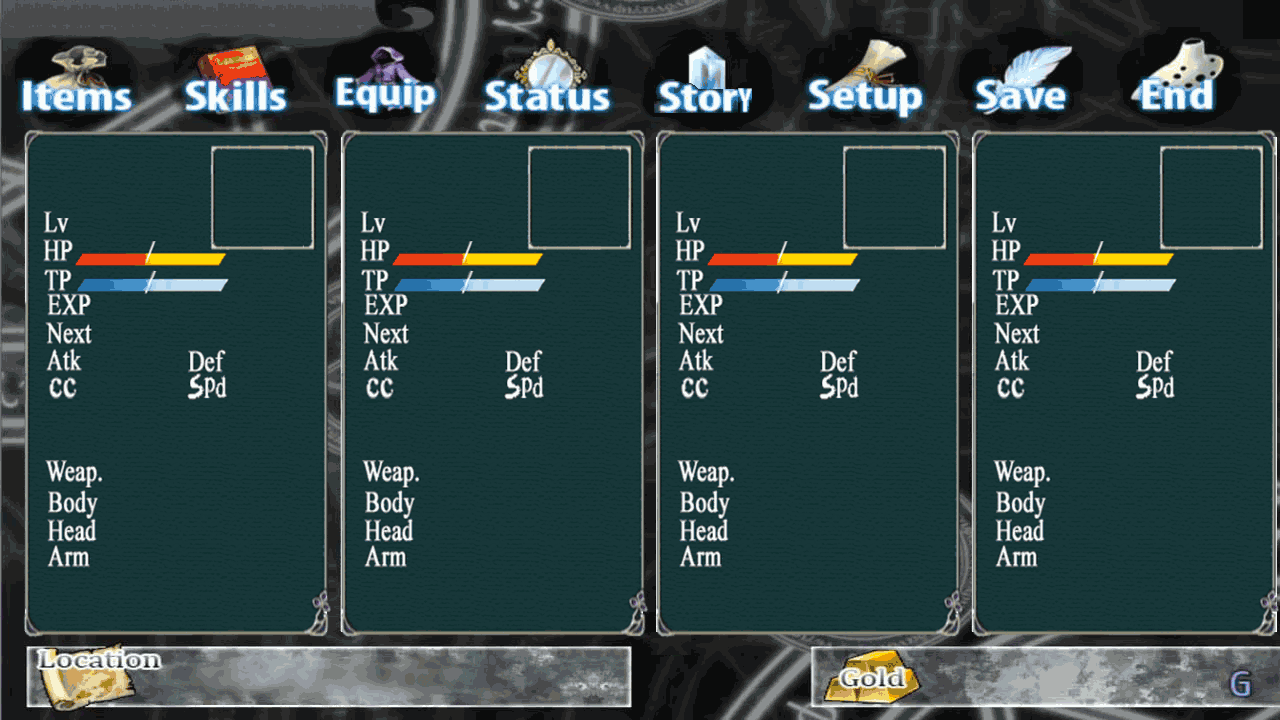 Items Skills Equip Status Story Setup Save End
Lv Lv Lv Lv
HP HP HP HP
TP TP TP TP
EXP EXP EXP EXP
Next Next Next Next
Atk Def Atk Def Atk Def Atk Def
CC Spd CC Spd CC Spd CC Spd
Weap. Weap. Weap. Weap.
Body Body Body Body
Head Head Head Head
Arm Arm Arm Arm
Location Gold G